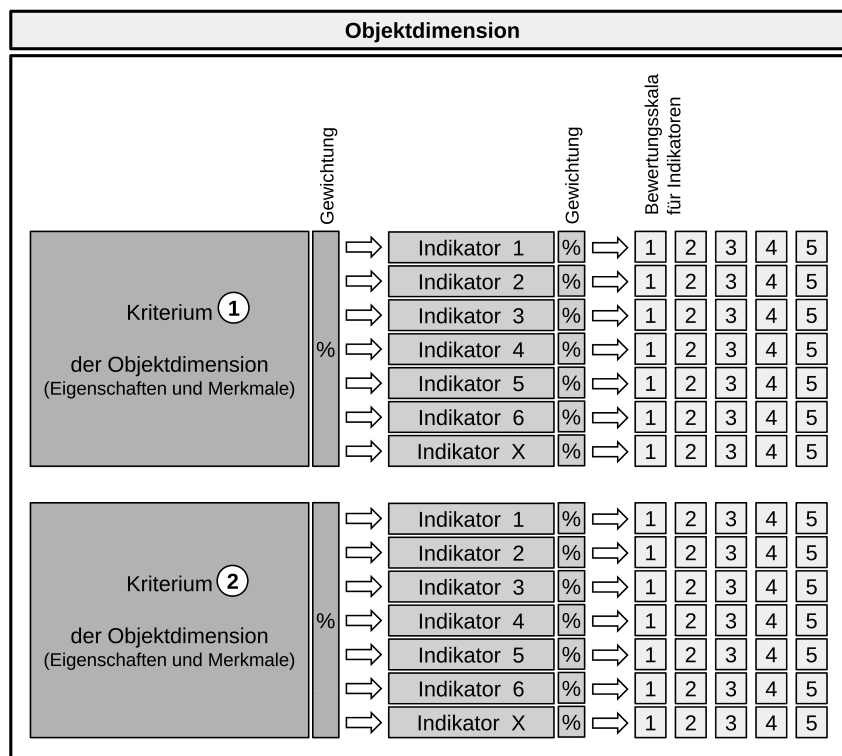 Objektdimension
Gewichtung
Gewichtung
Bewertungsskala
für Indikatoren
Kriterium 1
der Objektdimension
(Eigenschaften und Merkmale)
%
Indikator 1 % 1 2 3 4 5
Indikator 2 % 1 2 3 4 5
Indikator 3 % 1 2 3 4 5
Indikator 4 % 1 2 3 4 5
Indikator 5 % 1 2 3 4 5
Indikator 6 % 1 2 3 4 5
Indikator X % 1 2 3 4 5
Kriterium 2
der Objektdimension
(Eigenschaften und Merkmale)
%
Indikator 1 % 1 2 3 4 5
Indikator 2 % 1 2 3 4 5
Indikator 3 % 1 2 3 4 5
Indikator 4 % 1 2 3 4 5
Indikator 5 % 1 2 3 4 5
Indikator 6 % 1 2 3 4 5
Indikator X % 1 2 3 4 5